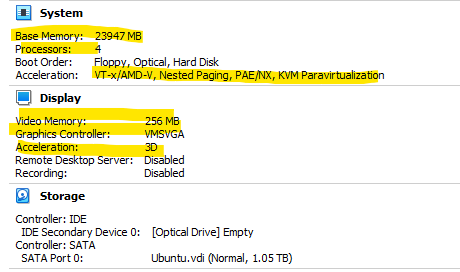 System
Base Memory: 23947 MB
Processors: 4
Boot Order: Floppy, Optical, Hard Disk
Acceleration: VT-x/AMD-V, Nested Paging, PAE/NX, KVM Paravirtualization
Display
Video Memory: 256 MB
Graphics Controller: VMSVGA
Acceleration: 3D
Remote Desktop Server: Disabled
Recording: Disabled
Storage
Controller: IDE
IDE Secondary Device 0: [Optical Drive] Empty
Controller: SATA
SATA Port 0: Ubuntu.vdi (Normal, 1.05 TB)